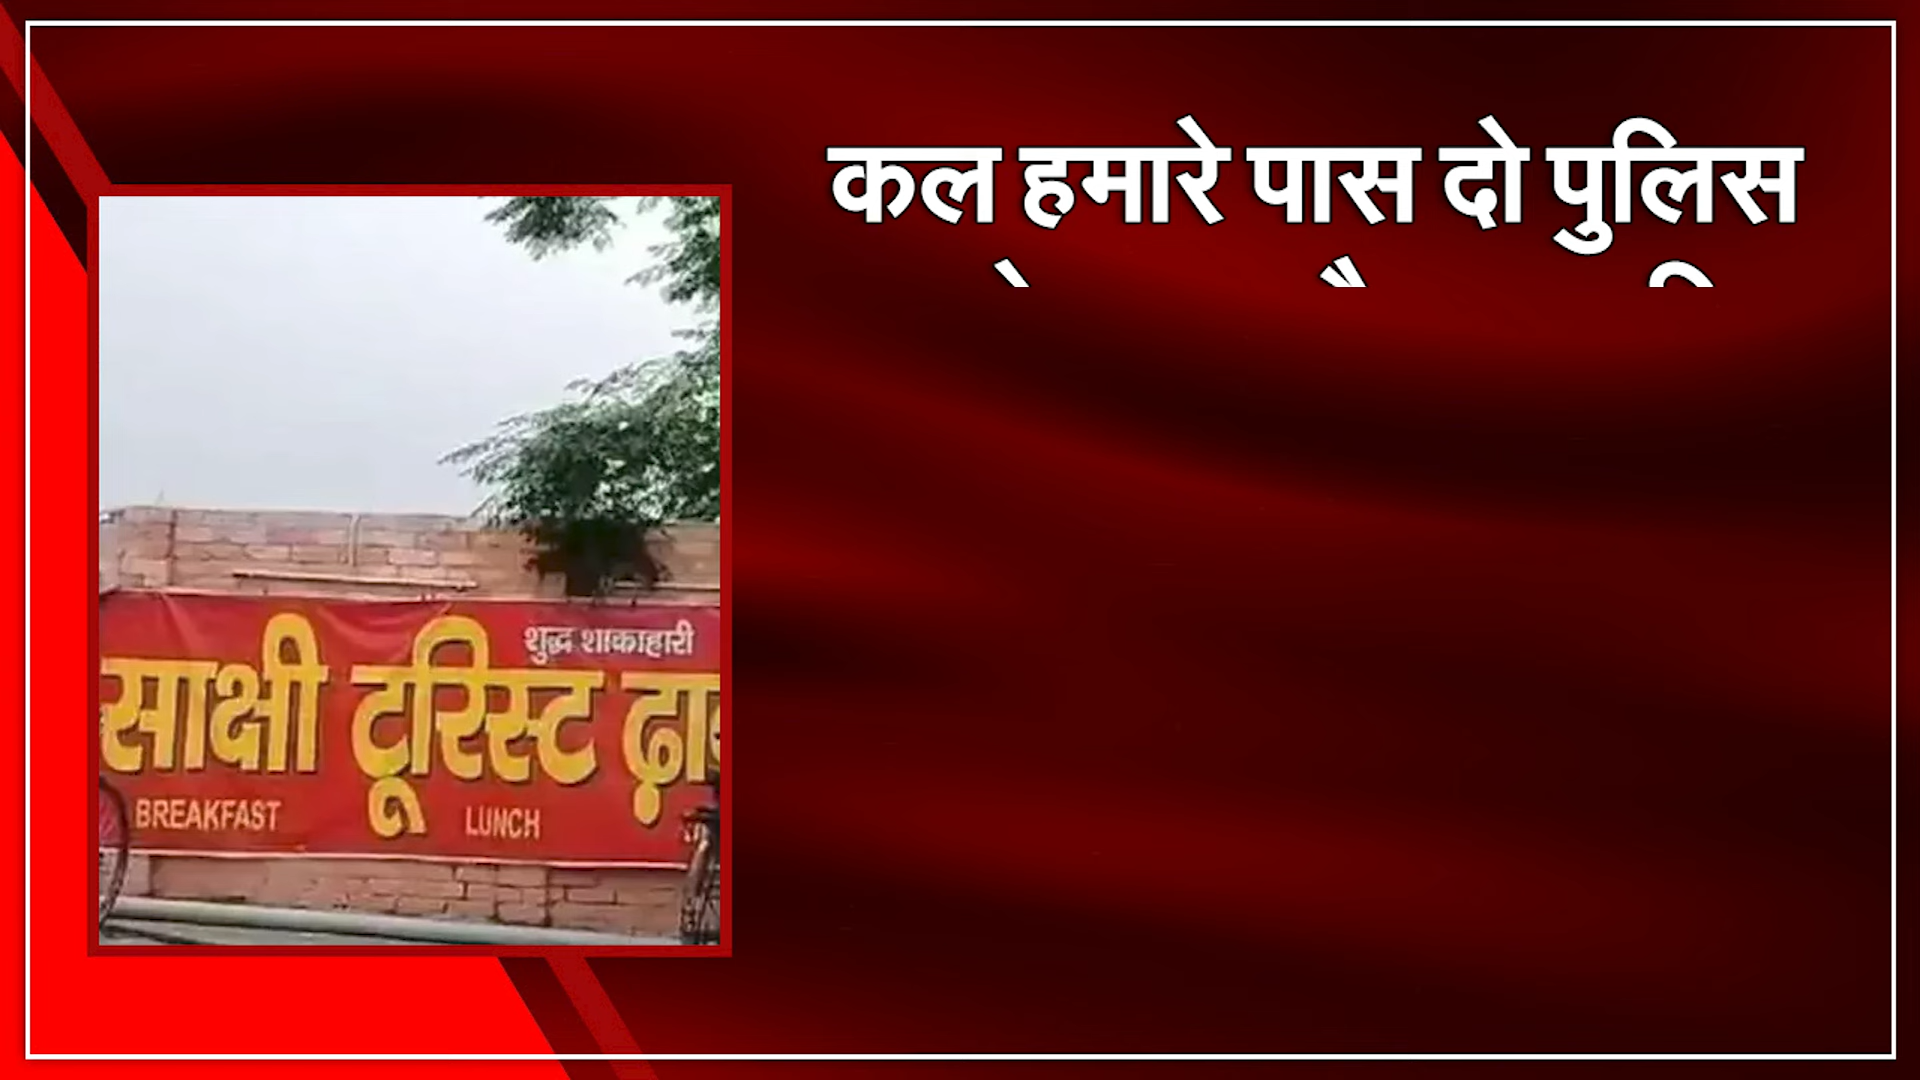 कल हमारे पास दो पुलिस
शुद्ध शाकाहारी
साक्षी टूरिस्ट
BREAKFAST LUNCH